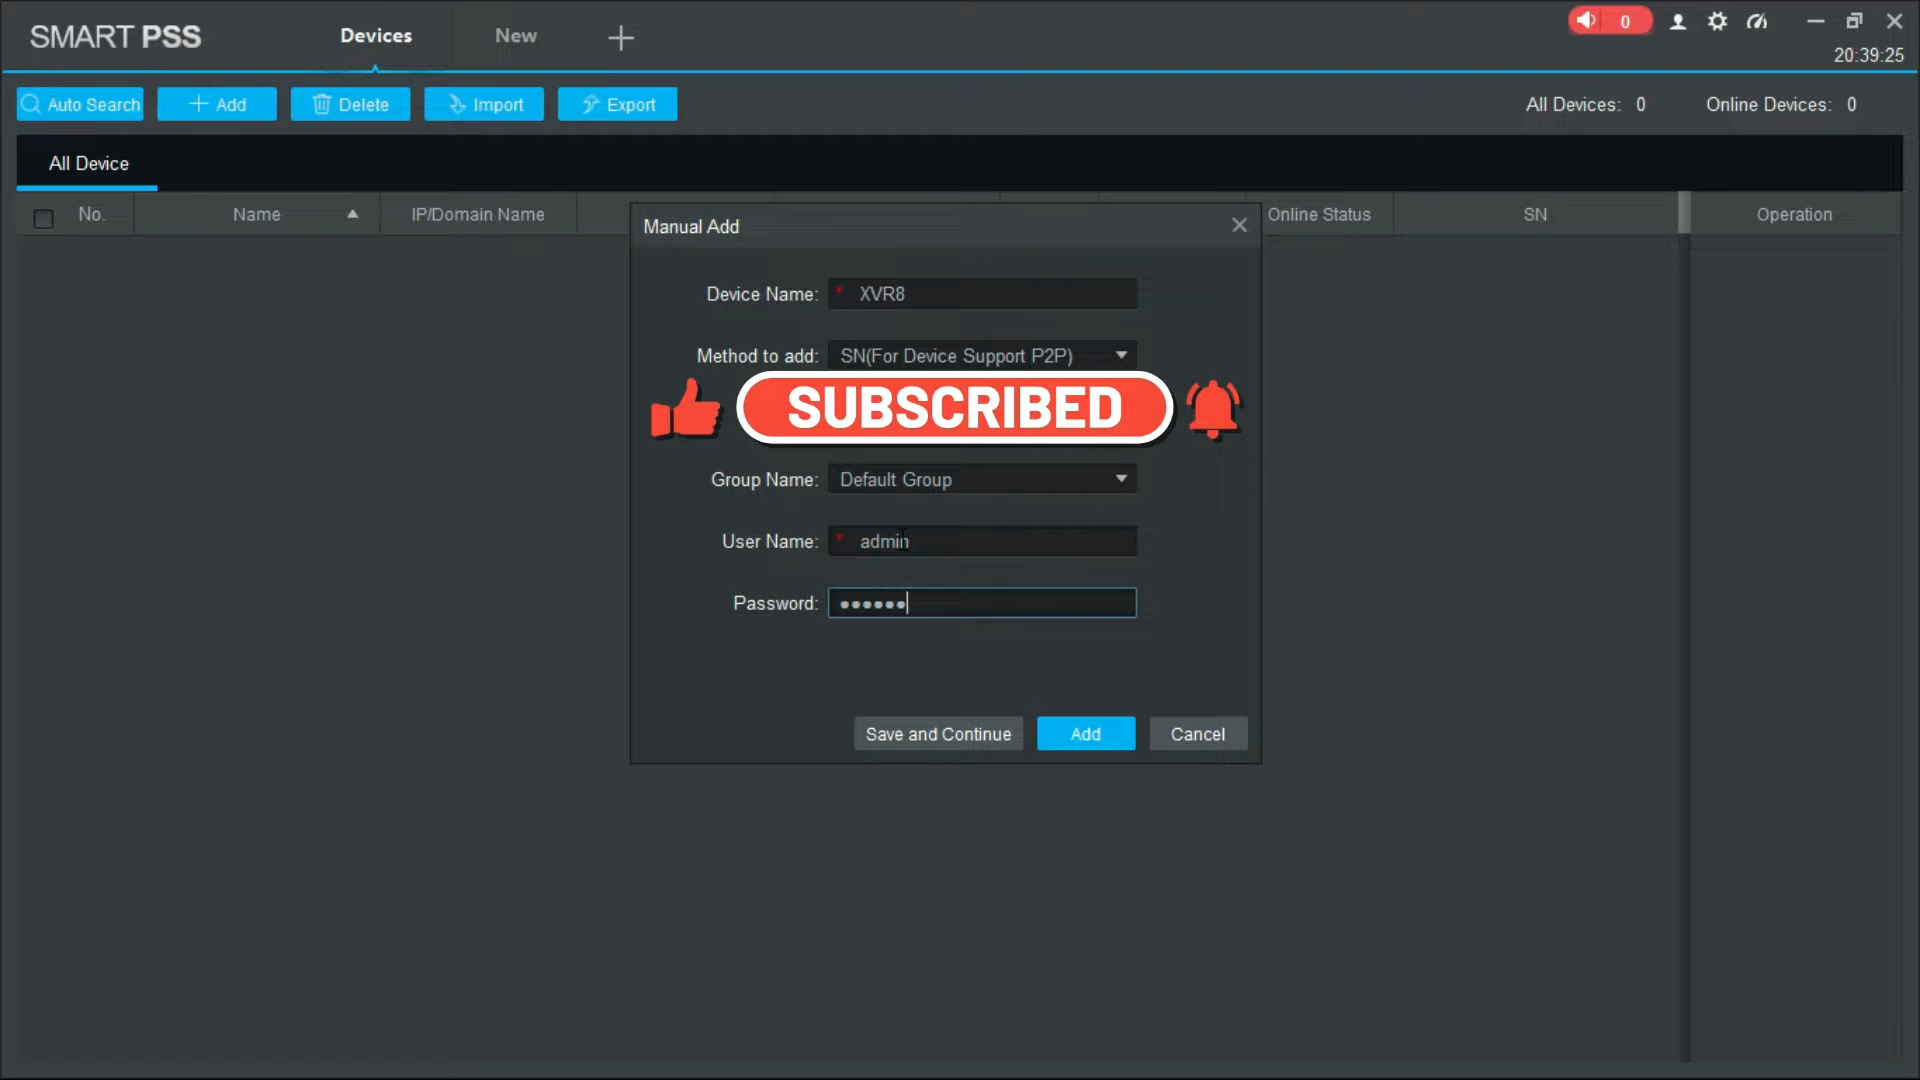 SMART PSS
Devices
New
0
20:39:25
Auto Search
Add
Delete
Import
Export
All Devices: 0
Online Devices: 0
All Device
No.
Name
IP/Domain Name
Online Status
SN
Operation
Manual Add
Device Name: * XVR8
Method to add: SN(For Device Support P2P)
SUBSCRIBED
Group Name: Default Group
User Name: * admin
Password: ●●●●●●
Save and Continue
Add
Cancel